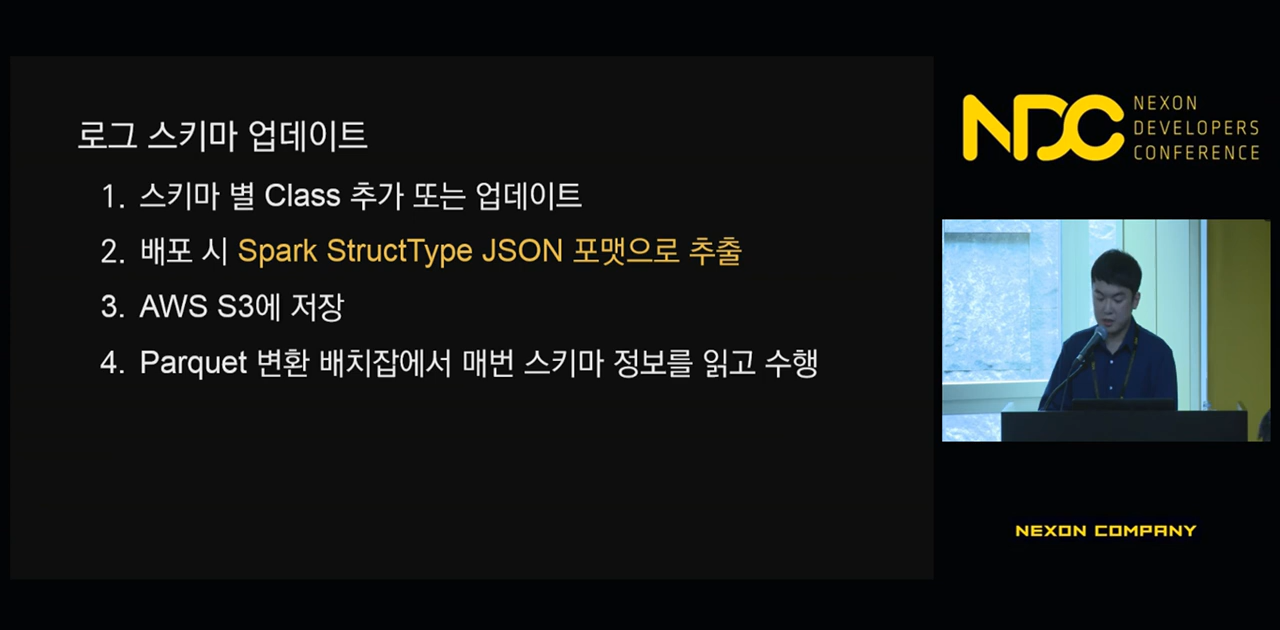 로그 스키마 업데이트
1. 스키마 별 Class 추가 또는 업데이트
2. 배포 시 Spark StructType JSON 포맷으로 추출
3. AWS S3에 저장
4. Parquet 변환 배치잡에서 매번 스키마 정보를 읽고 수행
NDC
NEXON
DEVELOPERS
CONFERENCE
NEXON COMPANY